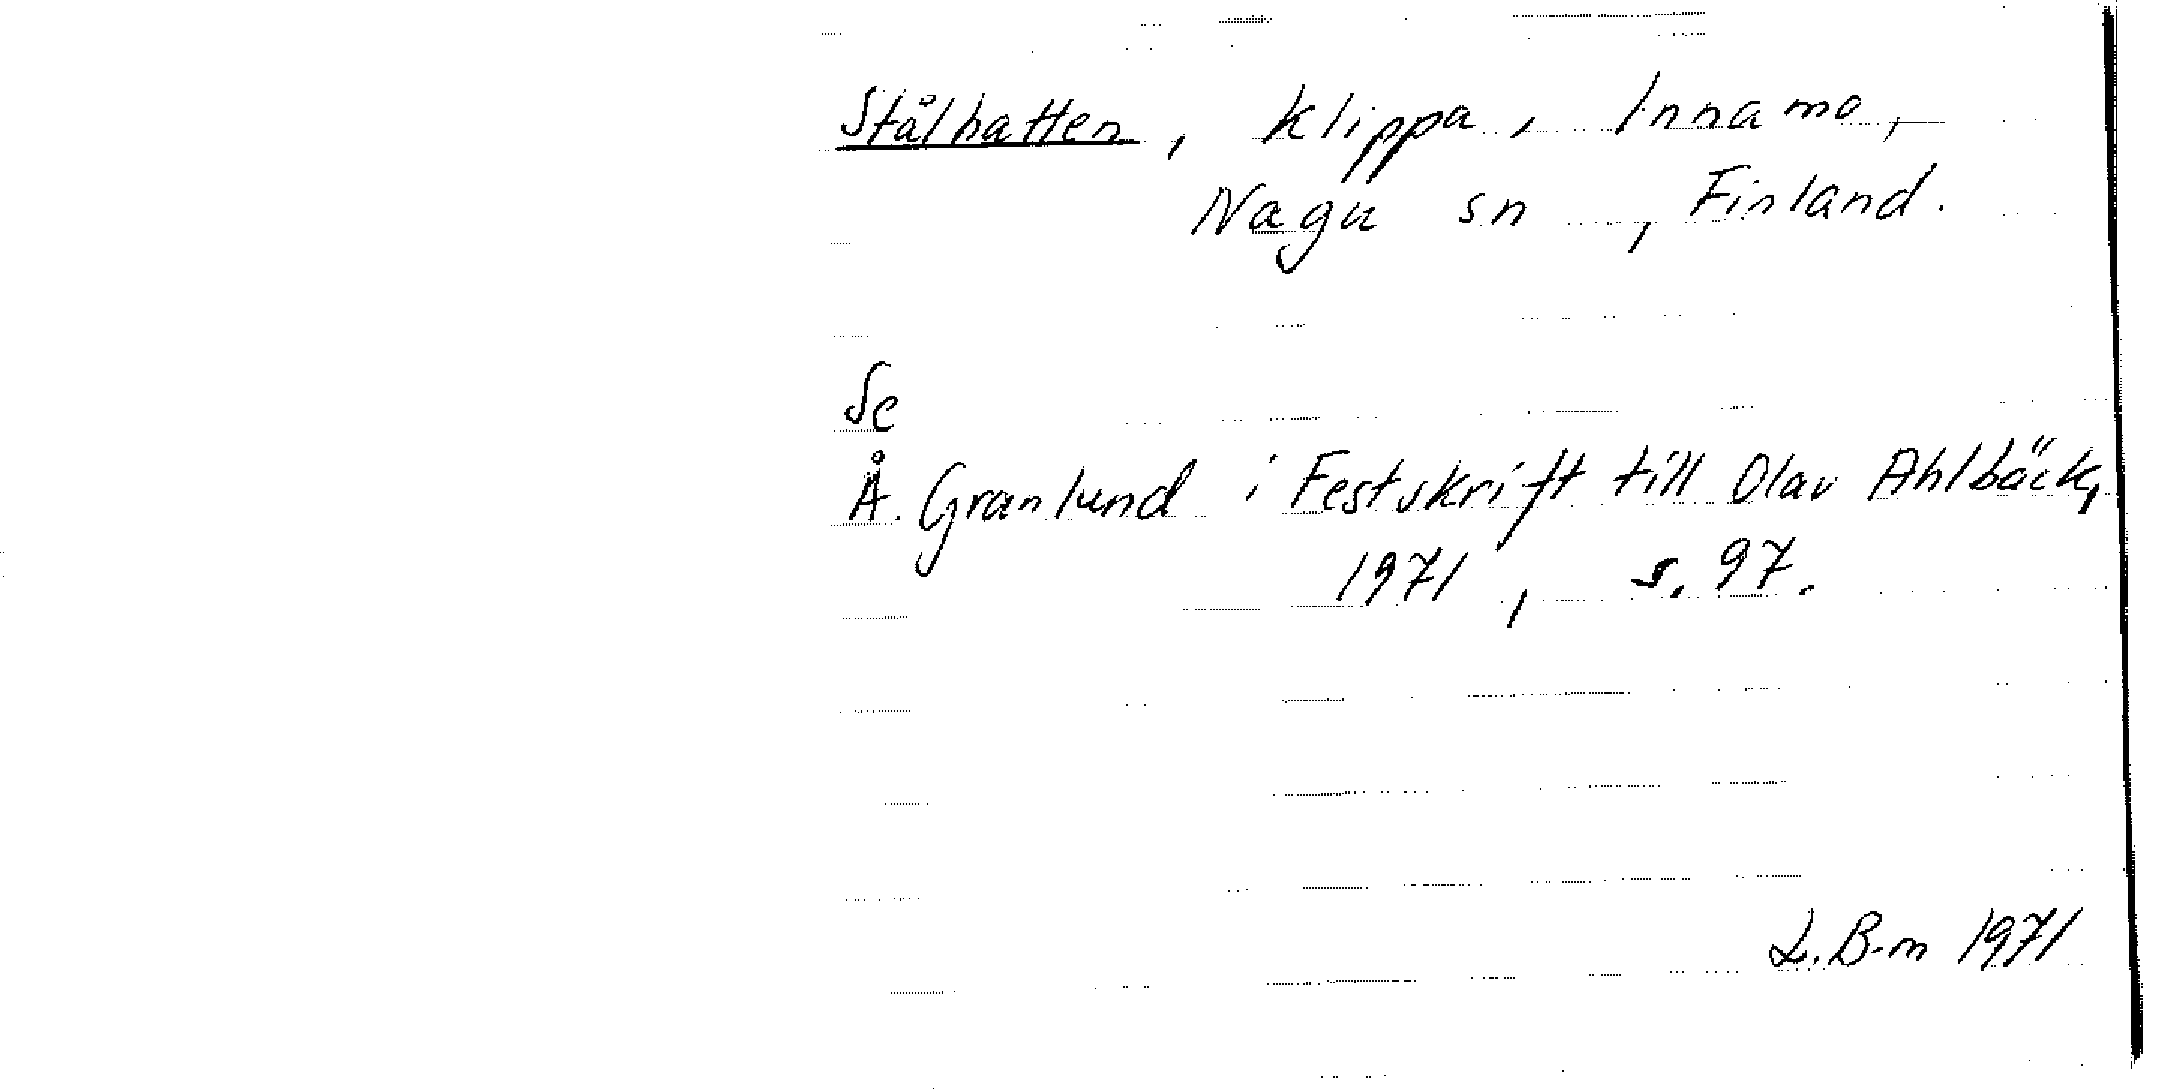 Stålhatten, klippa, Innamo,
Nagu sn, Finland.
Se
Å. Granlund i Festskrift till Olav Ahlbäck,
1971, s. 97.
L.B-m 1971